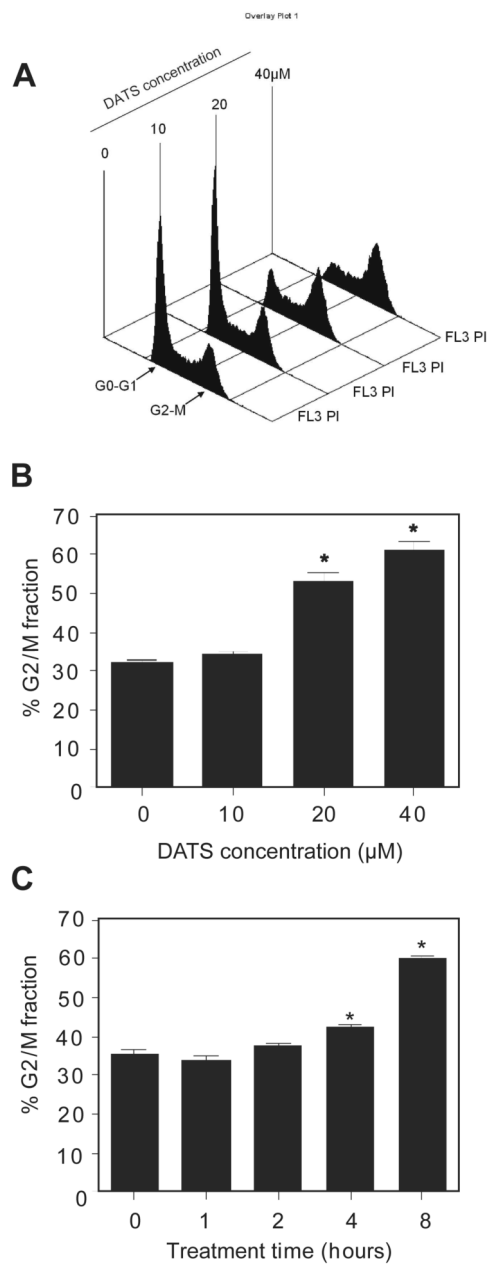 Overlay Plot 1
A
DATS concentration
0
10
20
40µM
G0-G1
G2-M
FL3 PI
FL3 PI
FL3 PI
FL3 PI
B
% G2/M fraction
70
60
50
40
30
20
10
0
*
*
0 10 20 40
DATS concentration (µM)
C
% G2/M fraction
70
60
50
40
30
20
10
0
*
*
0 1 2 4 8
Treatment time (hours)